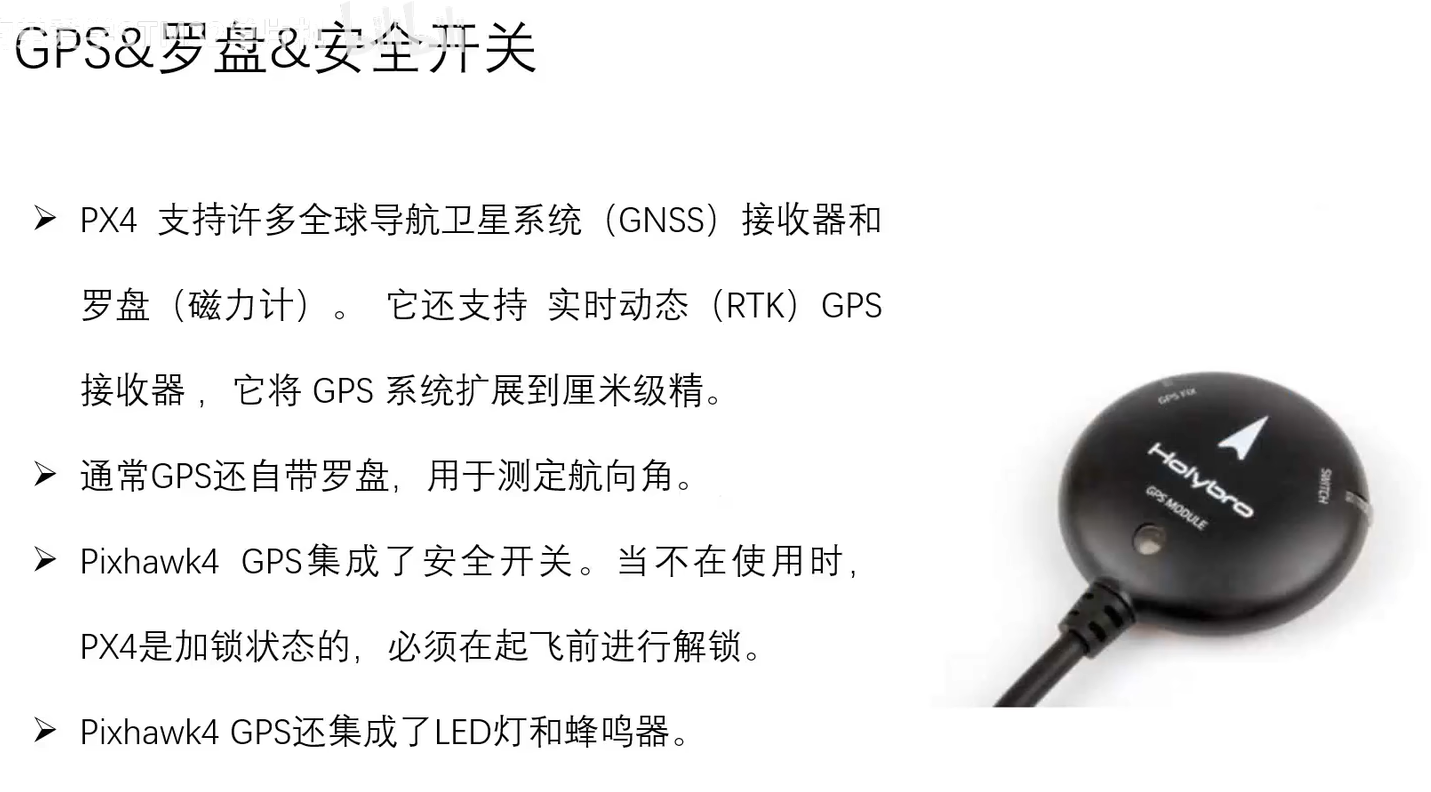 GPS&罗盘&安全开关
➢ PX4 支持许多全球导航卫星系统（GNSS）接收器和
罗盘（磁力计）。 它还支持 实时动态（RTK）GPS
接收器 ，它将 GPS 系统扩展到厘米级精。
➢ 通常GPS还自带罗盘，用于测定航向角。
➢ Pixhawk4 GPS集成了安全开关。当不在使用时，
PX4是加锁状态的，必须在起飞前进行解锁。
➢ Pixhawk4 GPS还集成了LED灯和蜂鸣器。
GPS FIX
Holybro
GPS MODULE
SWITCH